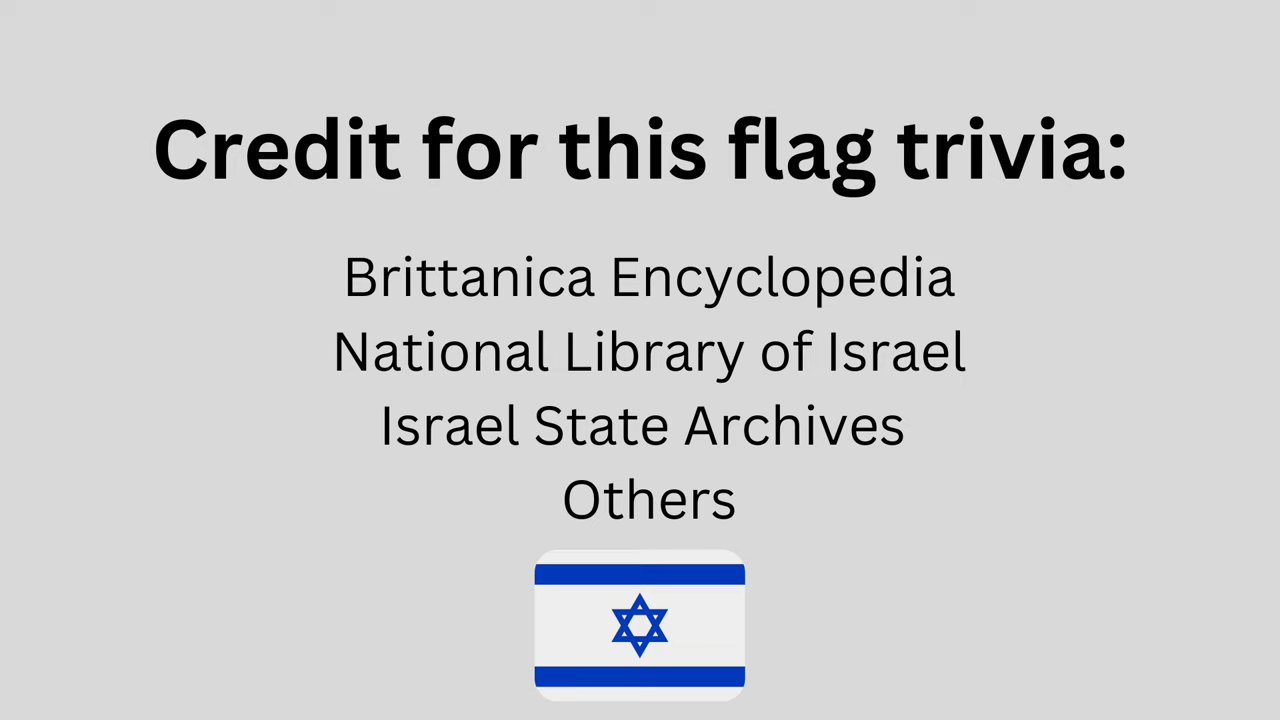 Credit for this flag trivia:
Brittanica Encyclopedia
National Library of Israel
Israel State Archives
Others